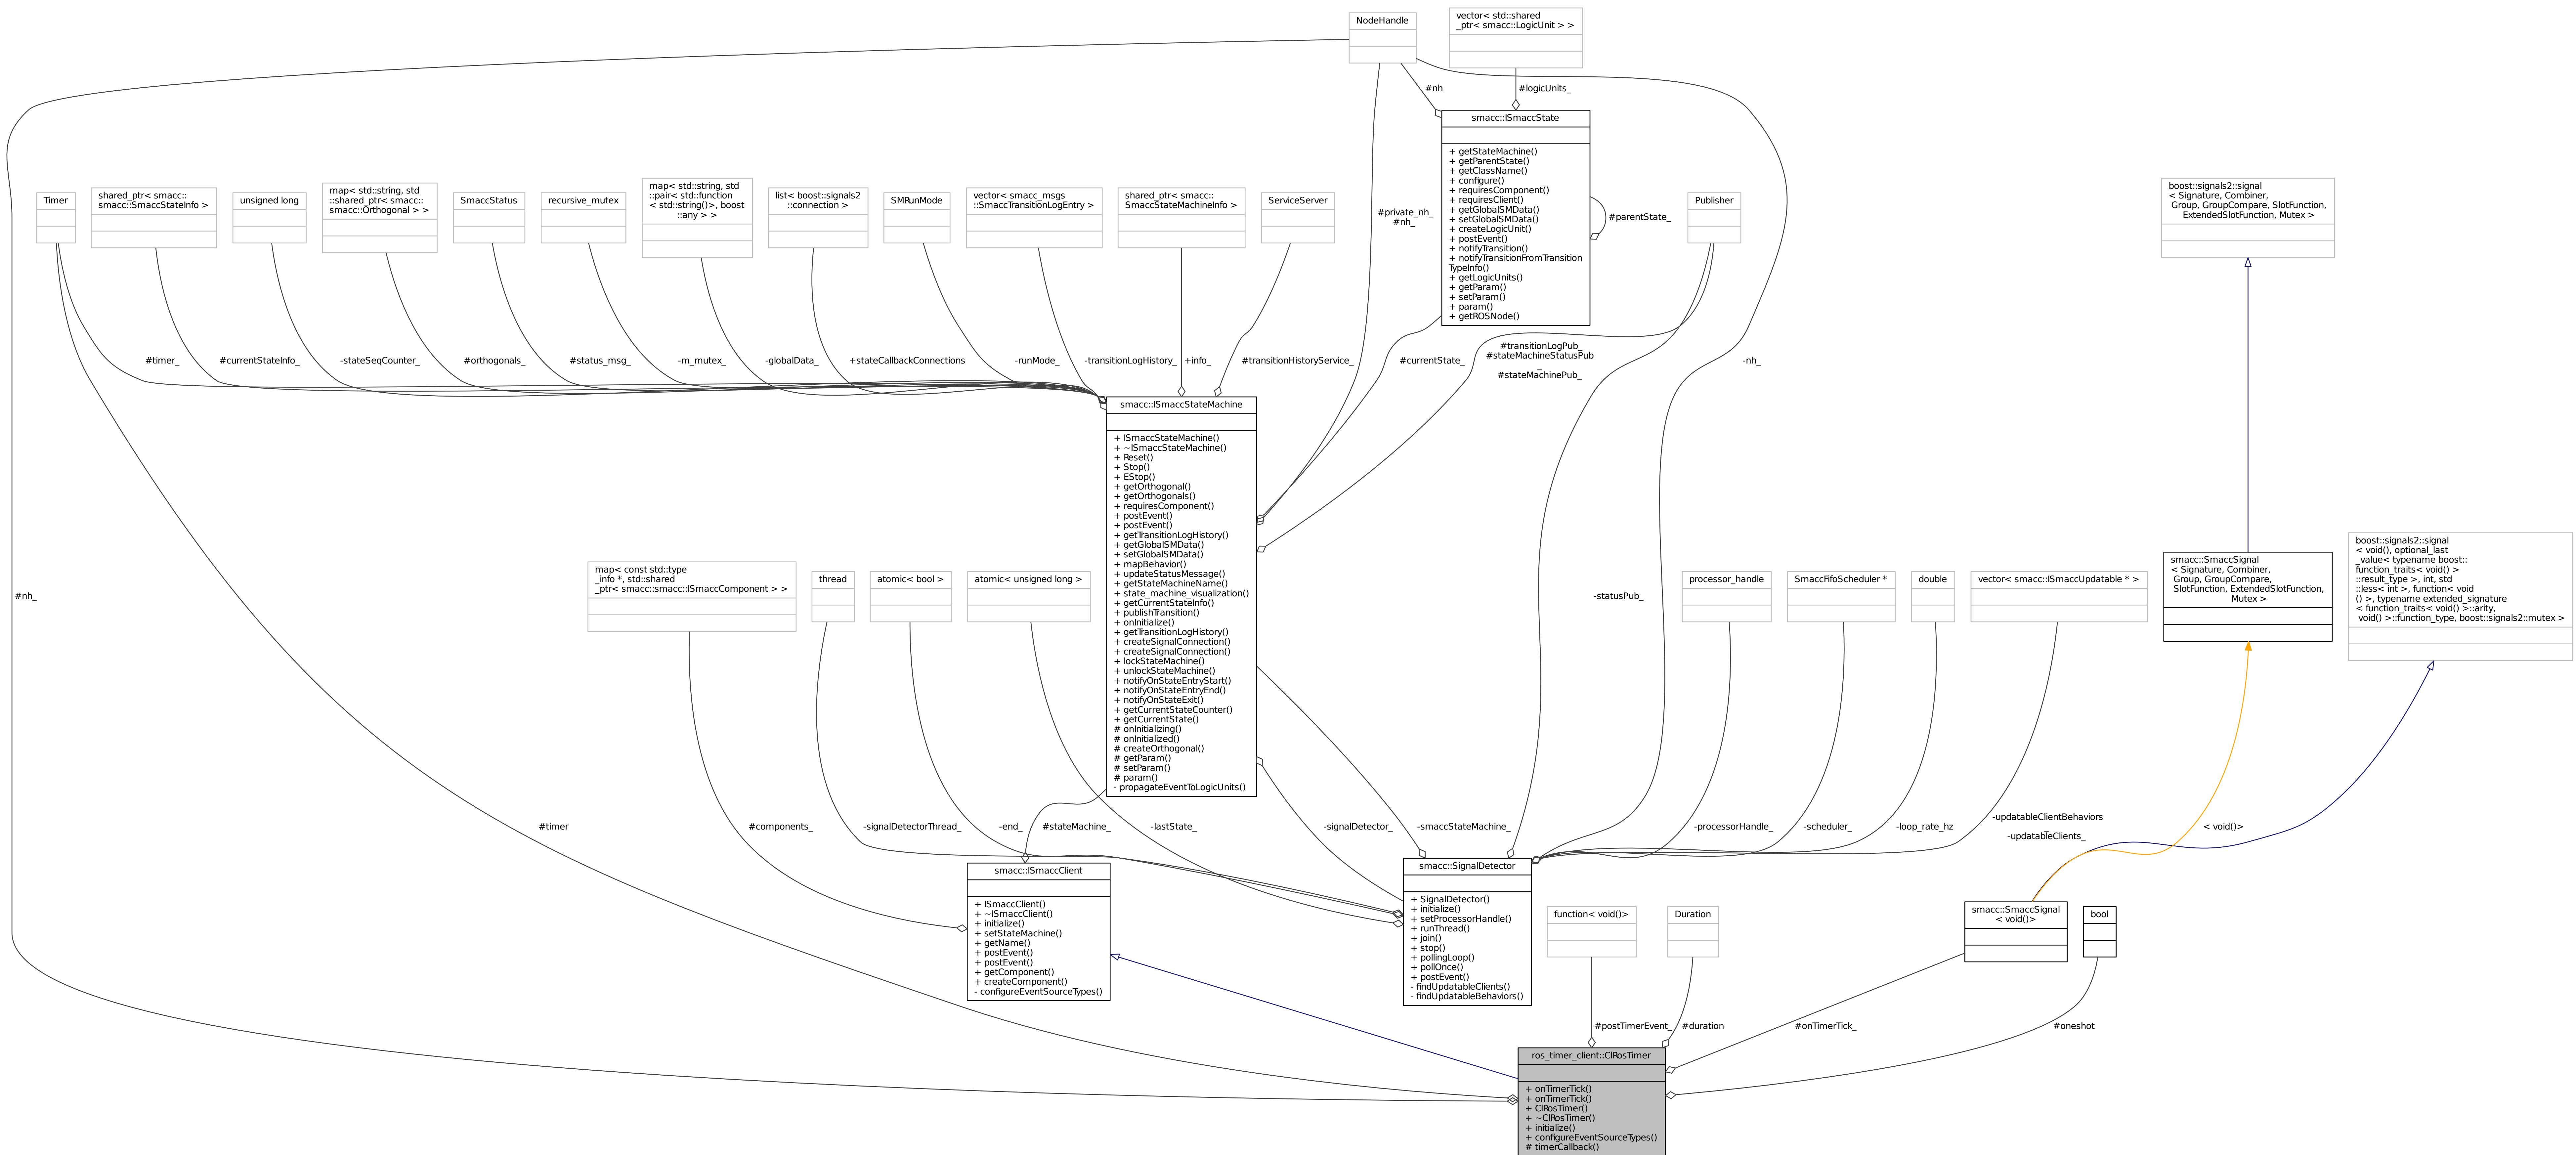 NodeHandle
vector< std::shared
_ptr< smacc::LogicUnit > >
#nh
#logicUnits_
smacc::ISmaccState
+ getStateMachine()
+ getParentState()
+ getClassName()
+ configure()
+ requiresComponent()
+ requiresClient()
+ getGlobalSMData()
+ setGlobalSMData()
+ createLogicUnit()
+ postEvent()
+ notifyTransition()
+ notifyTransitionFromTransition
TypeInfo()
+ getLogicUnits()
+ getParam()
+ setParam()
+ param()
+ getROSNode()
#parentState_
Timer
shared_ptr< smacc::
smacc::SmaccStateInfo >
unsigned long
map< std::string, std
::shared_ptr< smacc::
smacc::Orthogonal > >
SmaccStatus
recursive_mutex
map< std::string, std
::pair< std::function
< std::string()>, boost
::any > >
list< boost::signals2
::connection >
SMRunMode
vector< smacc_msgs
::SmaccTransitionLogEntry >
shared_ptr< smacc::
SmaccStateMachineInfo >
ServiceServer
#private_nh_
#nh_
Publisher
boost::signals2::signal
< Signature, Combiner,
Group, GroupCompare, SlotFunction,
ExtendedSlotFunction, Mutex >
#timer_
#currentStateInfo_
-stateSeqCounter_
#orthogonals_
#status_msg_
-m_mutex_
-globalData_
+stateCallbackConnections
-runMode_
-transitionLogHistory_
+info_
#transitionHistoryService_
#currentState_
#transitionLogPub_
#stateMachineStatusPub
_
#stateMachinePub_
-nh_
smacc::ISmaccStateMachine
+ ISmaccStateMachine()
+ ~ISmaccStateMachine()
+ Reset()
+ Stop()
+ EStop()
+ getOrthogonal()
+ getOrthogonals()
+ requiresComponent()
+ postEvent()
+ postEvent()
+ getTransitionLogHistory()
+ getGlobalSMData()
+ setGlobalSMData()
+ mapBehavior()
+ updateStatusMessage()
+ getStateMachineName()
+ state_machine_visualization()
+ getCurrentStateInfo()
+ publishTransition()
+ onInitialize()
+ getTransitionLogHistory()
+ createSignalConnection()
+ createSignalConnection()
+ lockStateMachine()
+ unlockStateMachine()
+ notifyOnStateEntryStart()
+ notifyOnStateEntryEnd()
+ notifyOnStateExit()
+ getCurrentStateCounter()
+ getCurrentState()
# onInitializing()
# onInitialized()
# createOrthogonal()
# getParam()
# setParam()
# param()
- propagateEventToLogicUnits()
#nh_
map< const std::type
_info *, std::shared
_ptr< smacc::smacc::ISmaccComponent > >
thread
atomic< bool >
atomic< unsigned long >
-statusPub_
processor_handle
SmaccFifoScheduler *
double
vector< smacc::ISmaccUpdatable * >
smacc::SmaccSignal
< Signature, Combiner,
Group, GroupCompare,
SlotFunction, ExtendedSlotFunction,
Mutex >
boost::signals2::signal
< void(), optional_last
_value< typename boost::
function_traits< void() >
::result_type >, int, std
::less< int >, function< void
() >, typename extended_signature
< function_traits< void() >::arity,
void() >::function_type, boost::signals2::mutex >
#timer
#components_
-signalDetectorThread_
-end_
#stateMachine_
-lastState_
-signalDetector_
-smaccStateMachine_
-processorHandle_
-scheduler_
-loop_rate_hz
-updatableClientBehaviors
_
-updatableClients_
< void()>
smacc::ISmaccClient
+ ISmaccClient()
+ ~ISmaccClient()
+ initialize()
+ setStateMachine()
+ getName()
+ postEvent()
+ postEvent()
+ getComponent()
+ createComponent()
- configureEventSourceTypes()
smacc::SignalDetector
+ SignalDetector()
+ initialize()
+ setProcessorHandle()
+ runThread()
+ join()
+ stop()
+ pollingLoop()
+ pollOnce()
+ postEvent()
- findUpdatableClients()
- findUpdatableBehaviors()
function< void()>
Duration
smacc::SmaccSignal
< void()>
bool
#postTimerEvent_
#duration
#onTimerTick_
#oneshot
ros_timer_client::ClRosTimer
+ onTimerTick()
+ onTimerTick()
+ ClRosTimer()
+ ~ClRosTimer()
+ initialize()
+ configureEventSourceTypes()
# timerCallback()